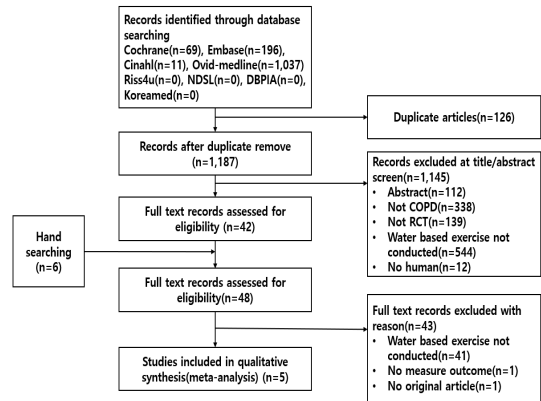 Records identified through database
searching
Cochrane(n=69), Embase(n=196),
Cinahl(n=11), Ovid-medline(n=1,037)
Riss4u(n=0), NDSL(n=0), DBPIA(n=0),
Koreamed(n=0)
Duplicate articles(n=126)
Records after duplicate remove
(n=1,187)
Records excluded at title/abstract
screen(n=1,145)
• Abstract(n=112)
• Not COPD(n=338)
• Not RCT(n=139)
• Water based exercise not
conducted(n=544)
• No human(n=12)
Full text records assessed for
eligibility (n=42)
Hand
searching
(n=6)
Full text records assessed for
eligibility(n=48)
Full text records excluded with
reason(n=43)
• Water based exercise not
conducted(n=41)
• No measure outcome(n=1)
• No original article(n=1)
Studies included in qualitative
synthesis(meta-analysis) (n=5)